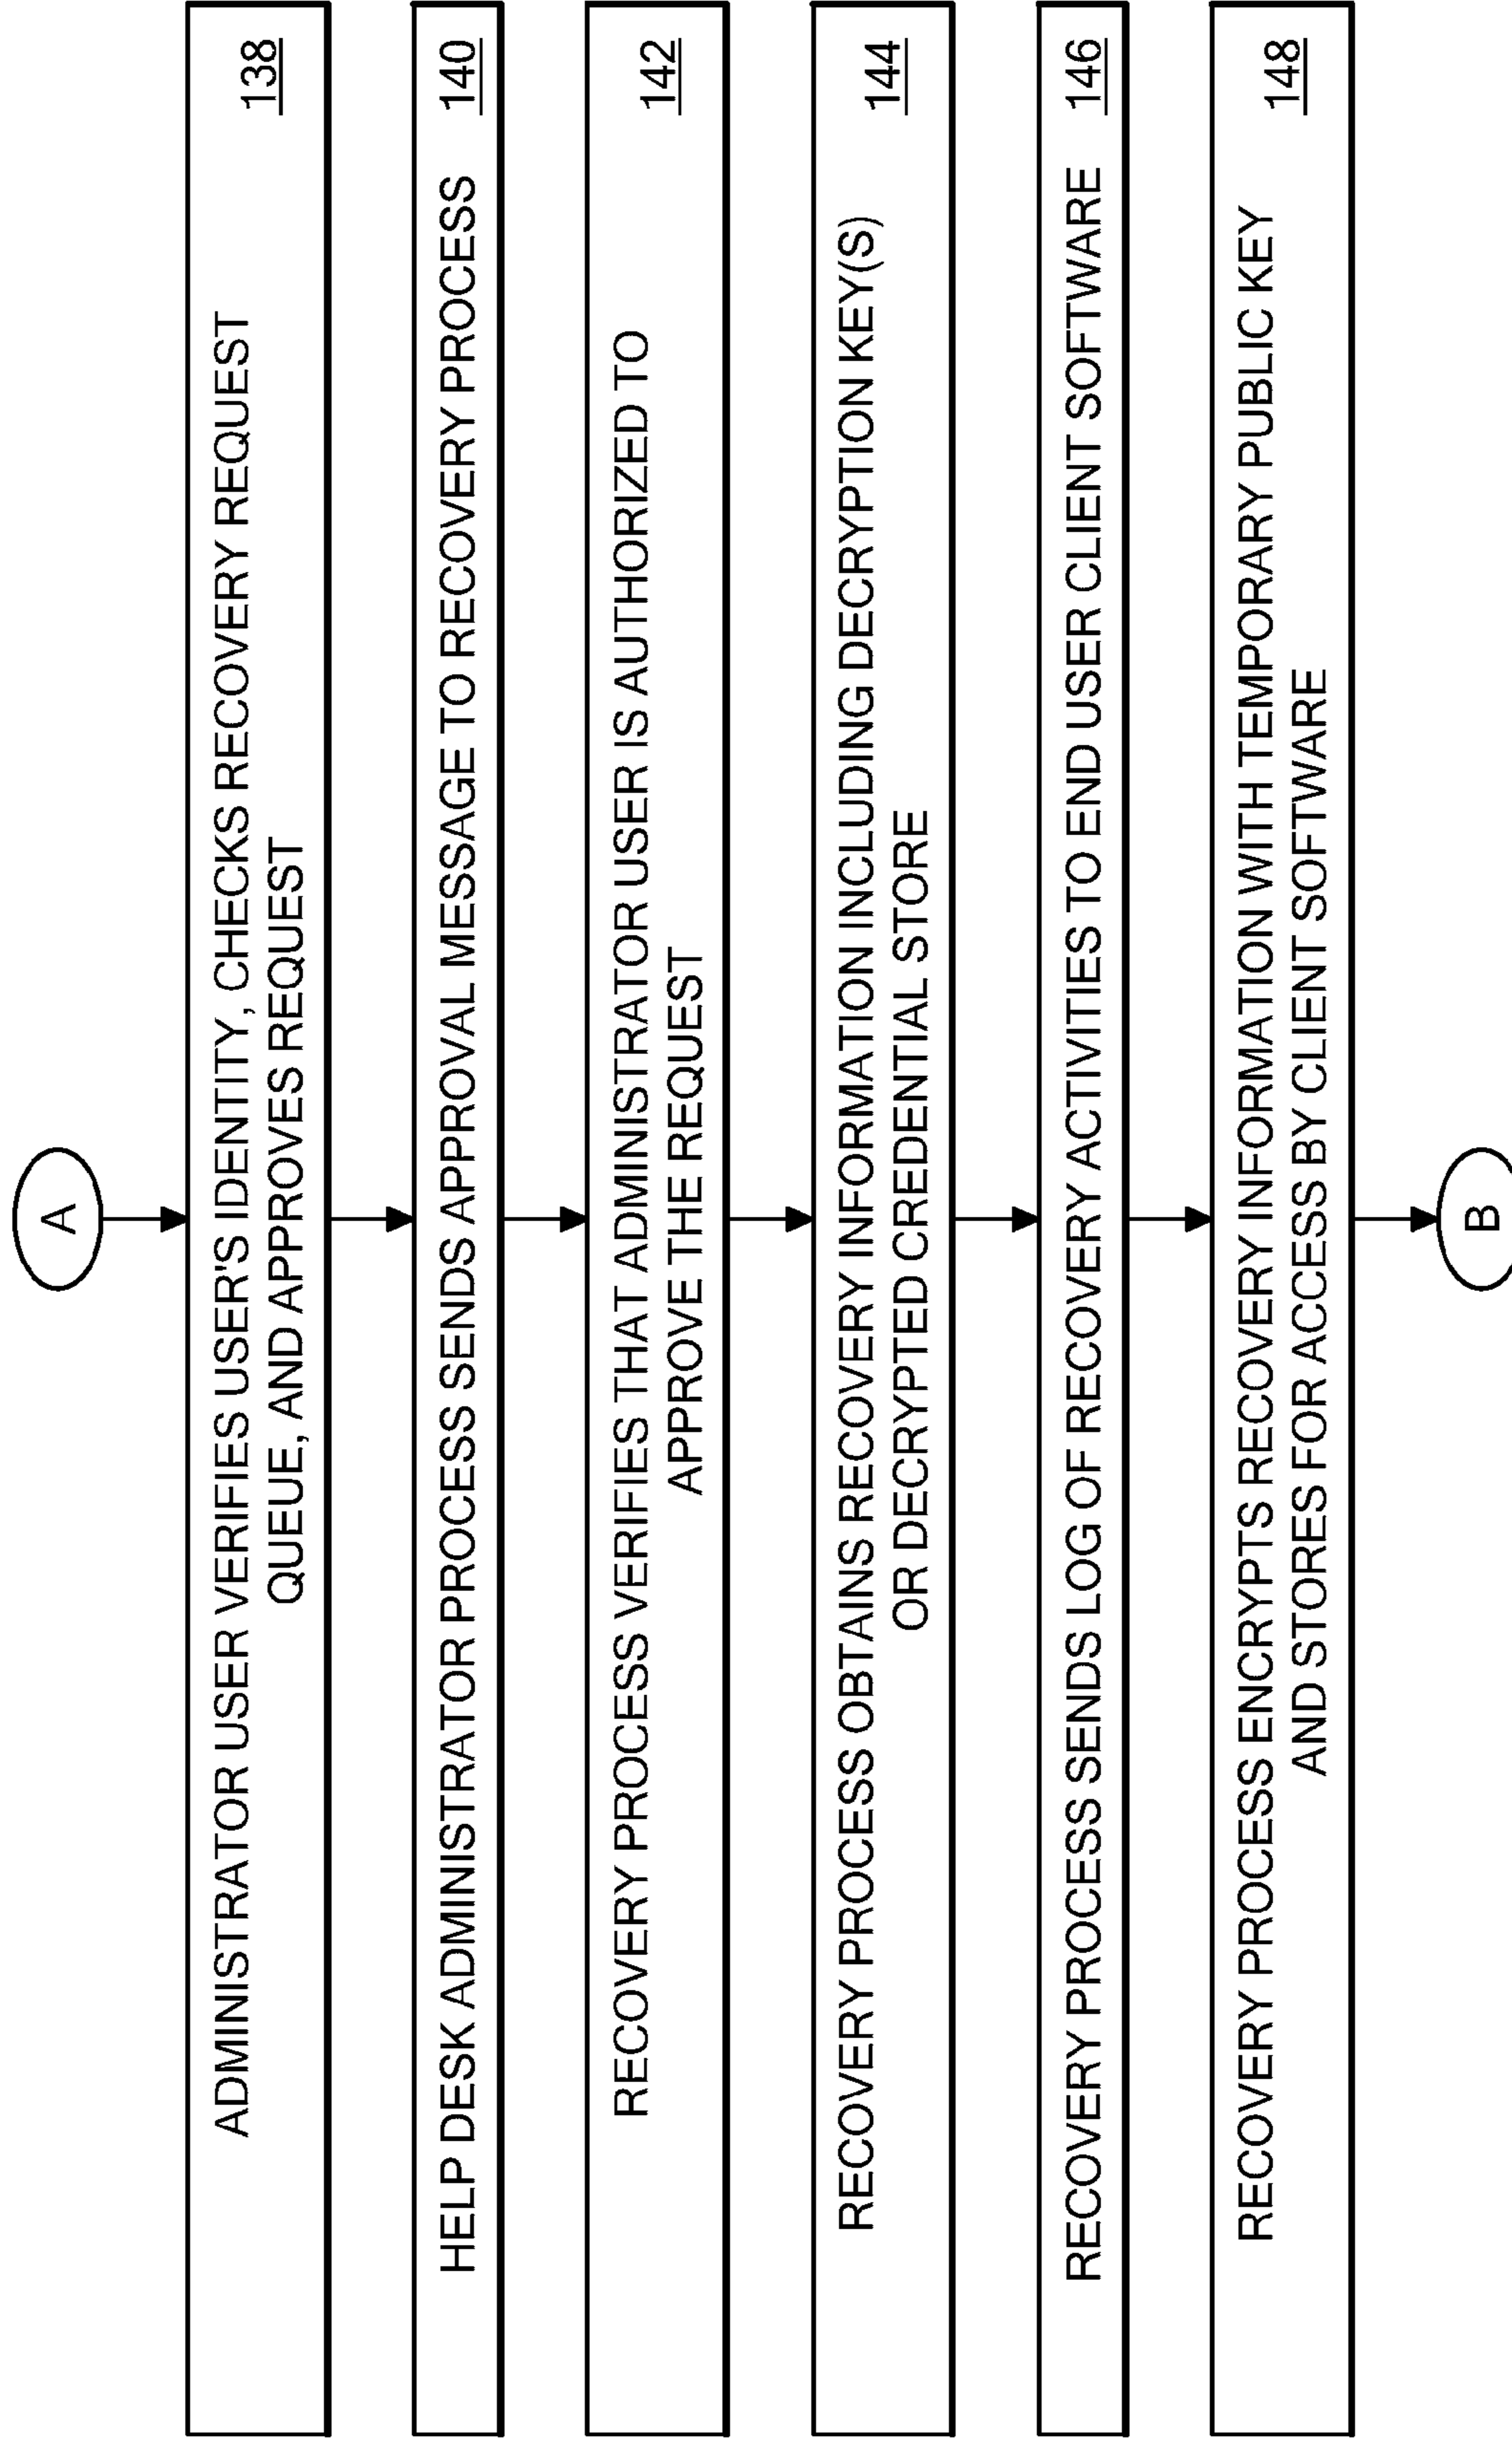 A
ADMINISTRATOR USER VERIFIES USER'S IDENTITY, CHECKS RECOVERY REQUEST
QUEUE, AND APPROVES REQUEST
138
HELP DESK ADMINISTRATOR PROCESS SENDS APPROVAL MESSAGE TO RECOVERY PROCESS 140
RECOVERY PROCESS VERIFIES THAT ADMINISTRATOR USER IS AUTHORIZED TO
APPROVE THE REQUEST
142
RECOVERY PROCESS OBTAINS RECOVERY INFORMATION INCLUDING DECRYPTION KEY(S)
OR DECRYPTED CREDENTIAL STORE
144
RECOVERY PROCESS SENDS LOG OF RECOVERY ACTIVITIES TO END USER CLIENT SOFTWARE 146
RECOVERY PROCESS ENCRYPTS RECOVERY INFORMATION WITH TEMPORARY PUBLIC KEY
AND STORES FOR ACCESS BY CLIENT SOFTWARE
148
B